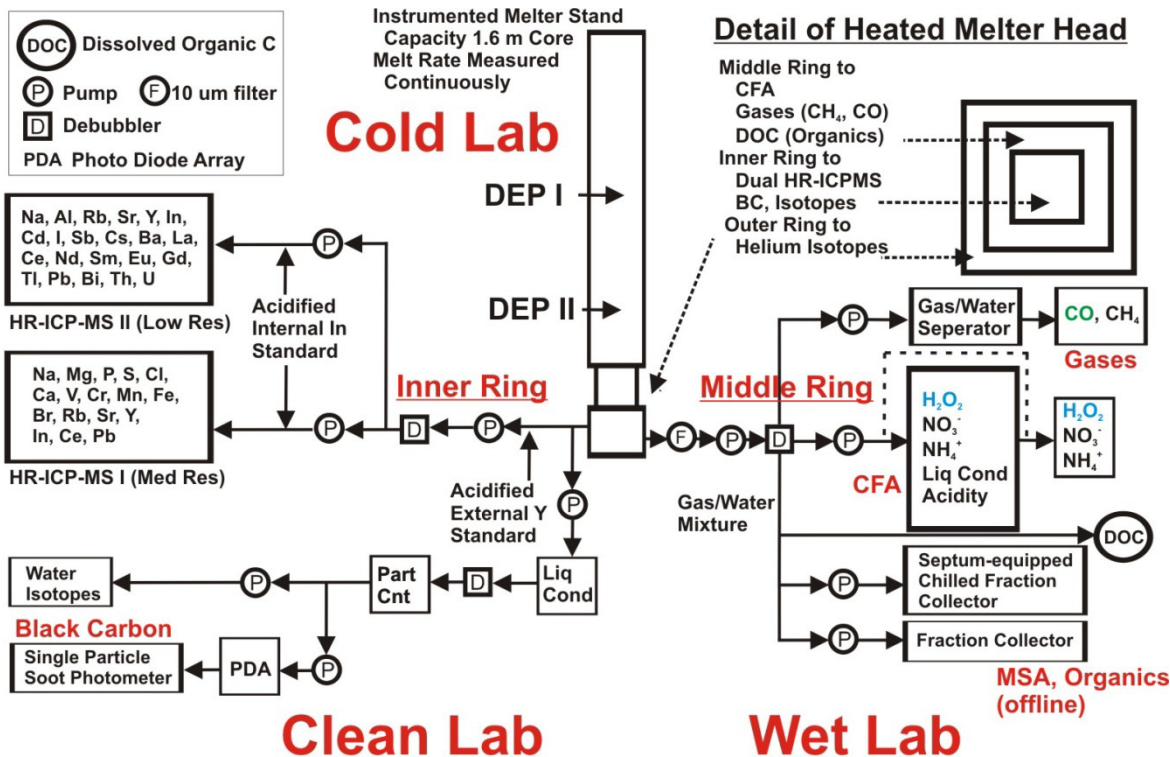 DOC Dissolved Organic C
P Pump F 10 um filter
D Debubbler
PDA Photo Diode Array
Instrumented Melter Stand
Capacity 1.6 m Core
Melt Rate Measured
Continuously
Cold Lab
DEP I
DEP II
Detail of Heated Melter Head
Middle Ring to
CFA
Gases (CH₄, CO)
DOC (Organics)
Inner Ring to
Dual HR-ICPMS
BC, Isotopes
Outer Ring to
Helium Isotopes
Na, Al, Rb, Sr, Y, In,
Cd, I, Sb, Cs, Ba, La,
Ce, Nd, Sm, Eu, Gd,
Tl, Pb, Bi, Th, U
HR-ICP-MS II (Low Res)
P
Acidified
Internal In
Standard
Na, Mg, P, S, Cl,
Ca, V, Cr, Mn, Fe,
Br, Rb, Sr, Y,
In, Ce, Pb
HR-ICP-MS I (Med Res)
Inner Ring
P
D
P
Acidified
External Y
Standard
P
Liq
Cond
D
Part
Cnt
P
Water
Isotopes
Black Carbon
Single Particle
Soot Photometer
PDA
P
Clean Lab
Middle Ring
F
P
D
P
Gas/Water
Mixture
P
Gas/Water
Seperator
CO, CH₄
Gases
CFA
H₂O₂
NO₃⁻
NH₄⁺
Liq Cond
Acidity
H₂O₂
NO₃⁻
NH₄⁺
DOC
P
Septum-equipped
Chilled Fraction
Collector
P
Fraction Collector
MSA, Organics
(offline)
Wet Lab